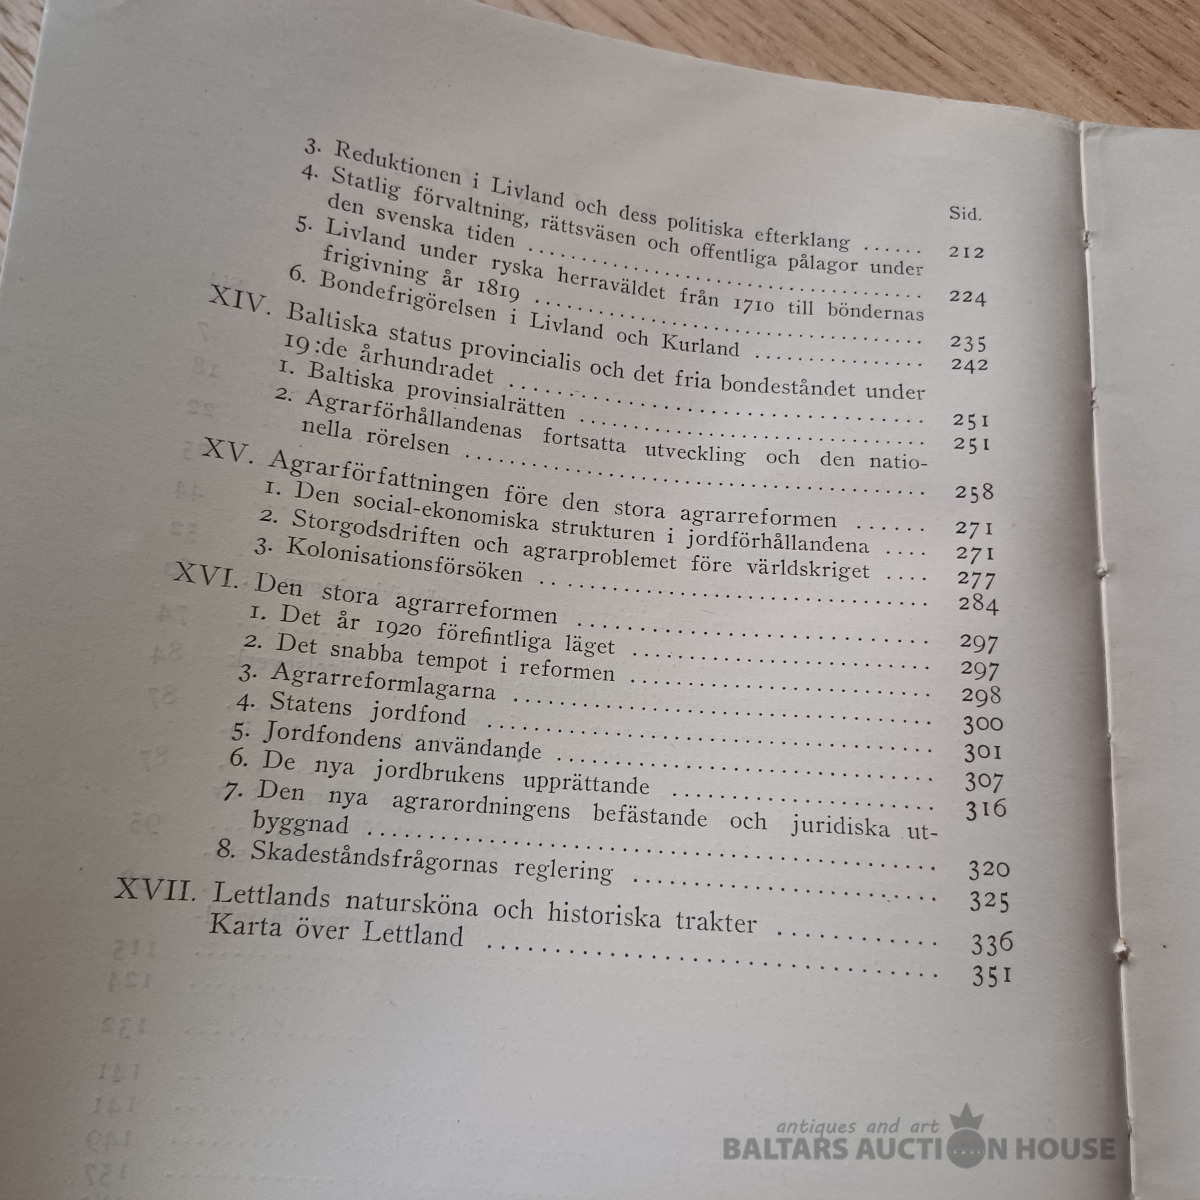 Sid.
3. Reduktionen i Livland och dess politiska efterklang ...... 212
4. Statlig förvaltning, rättsväsen och offentliga pålagor under
den svenska tiden ........................ 224
5. Livland under ryska herraväldet från 1710 till böndernas
frigivning år 1819 ........................ 235
6. Bondefrigörelsen i Livland och Kurland ............ 242
XIV. Baltiska status provincialis och det fria bondeståndet under
19:de århundradet ........................ 251
1. Baltiska provinsialrätten ........................ 251
2. Agrarförhållandenas fortsatta utveckling och den natio-
nella rörelsen ........................ 258
XV. Agrarförfattningen före den stora agrarreformen ...... 271
1. Den social-ekonomiska strukturen i jordförhållandena .... 271
2. Storgodsdriften och agrarproblemet före världskriget .... 277
3. Kolonisationsförsöken ........................ 284
XVI. Den stora agrarreformen ........................ 297
1. Det år 1920 förefintliga läget ........................ 297
2. Det snabba tempot i reformen ........................ 298
3. Agrarreformlagarna ........................ 300
4. Statens jordfond ........................ 301
5. Jordfondens användande ........................ 307
6. De nya jordbrukens upprättande .................. 316
7. Den nya agrarordningens befästande och juridiska ut-
byggnad ........................ 320
8. Skadeståndsfrågornas reglering .................. 325
XVII. Lettlands natursköna och historiska trakter ............ 336
Karta över Lettland ........................ 351
antiques and art
BALTARS AUCTION HOUSE